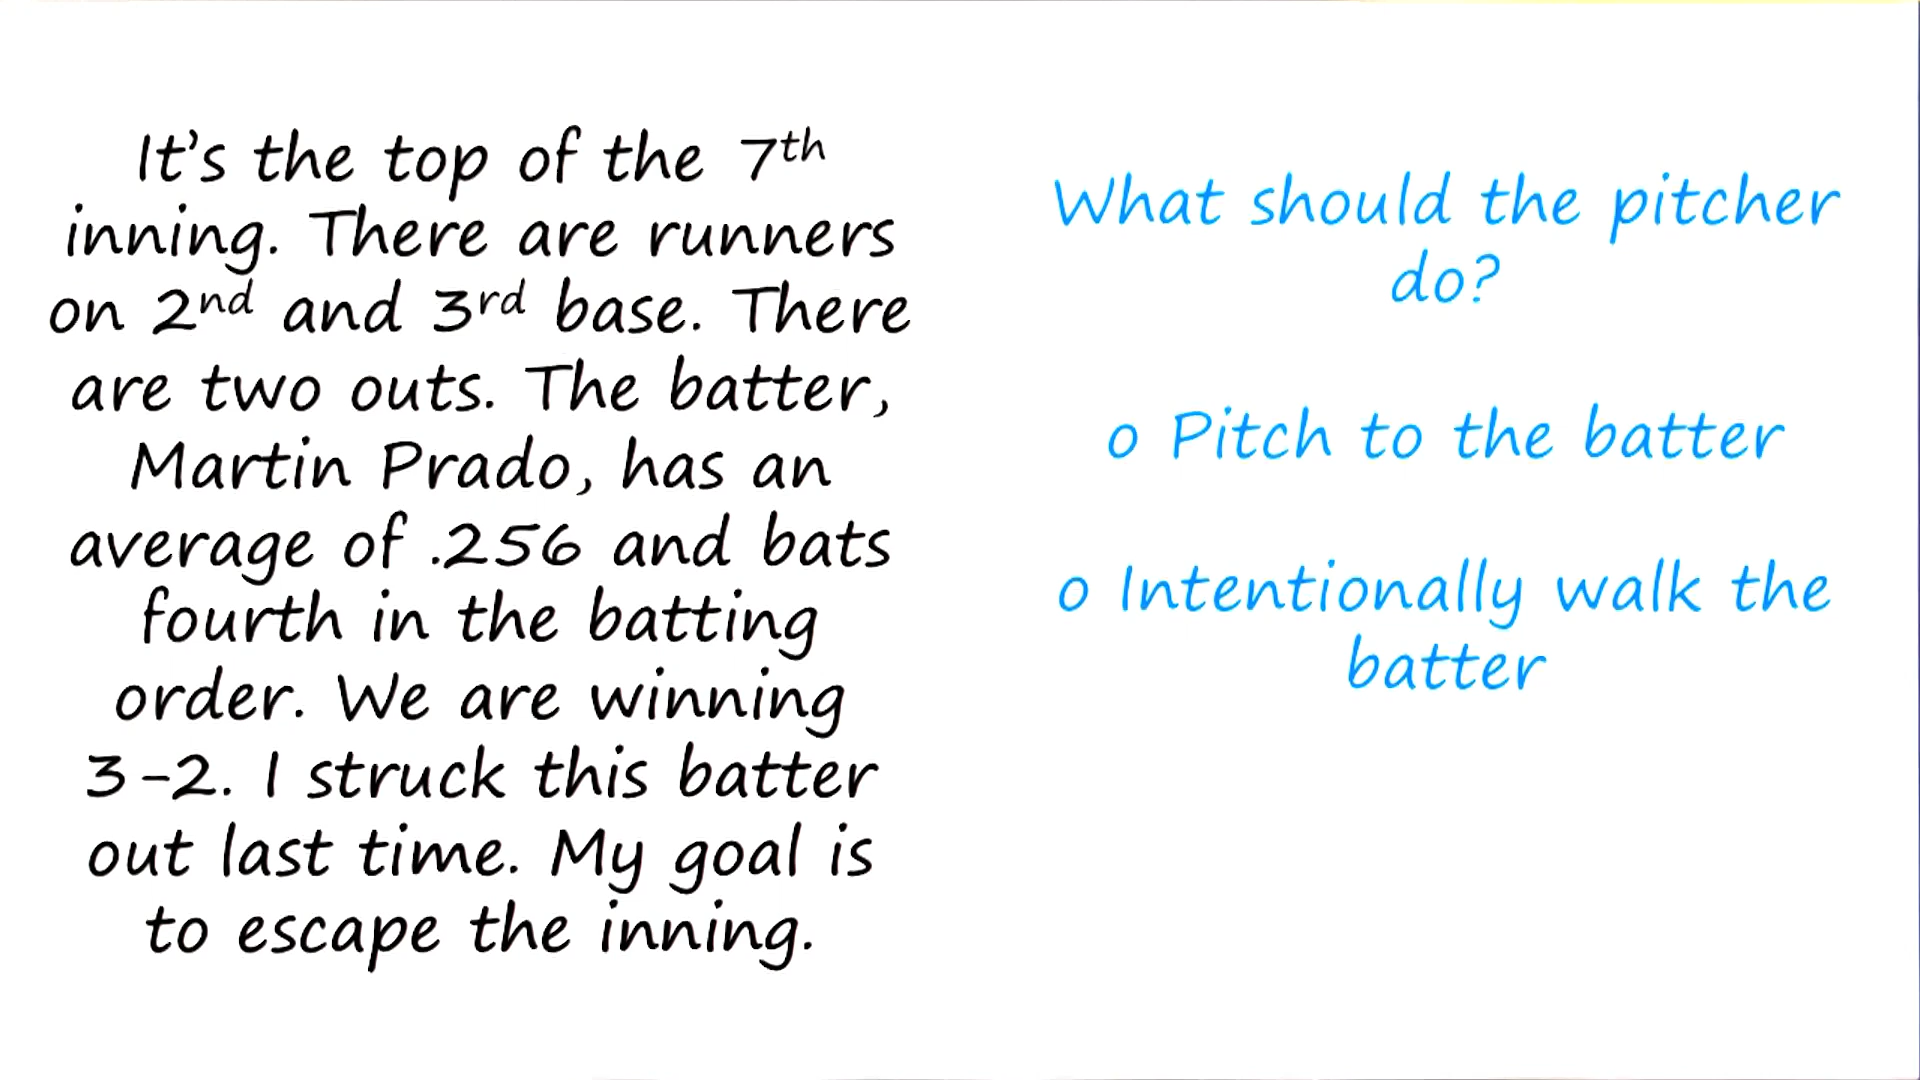 It's the top of the 7th
inning. There are runners
on 2nd and 3rd base. There
are two outs. The batter,
Martin Prado, has an
average of .256 and bats
fourth in the batting
order. We are winning
3-2. I struck this batter
out last time. My goal is
to escape the inning.
What should the pitcher
do?
o Pitch to the batter
o Intentionally walk the
batter